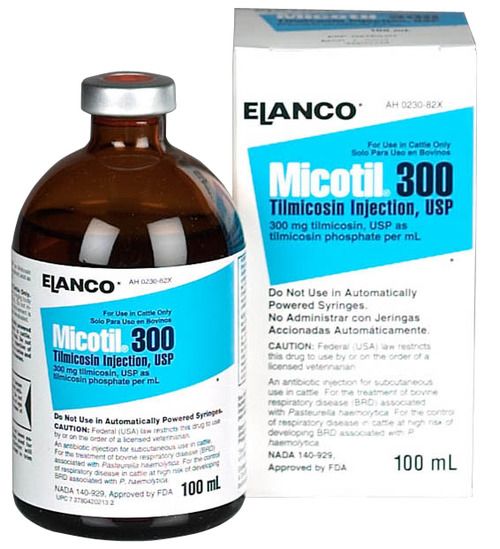 Micotil® 300
100 mL
ELANCO®
AH 0230-82X
For Use in Cattle Only
Solo Para Uso en Bovinos
Micotil® 300
Tilmicosin Injection, USP
300 mg tilmicosin, USP as
tilmicosin phosphate per mL
Do Not Use in Automatically
Powered Syringes.
No Administrar con Jeringas
Accionadas Automáticamente.
CAUTION: Federal (USA) law restricts
this drug to use by or on the order of a
licensed veterinarian.
An antibiotic injection for subcutaneous
use in cattle. For the treatment of bovine
respiratory disease (BRD) associated
with Pasteurella haemolytica. For the control
of respiratory disease in cattle at high risk of
developing BRD associated with P.
haemolytica.
NADA 140-929,
Approved by FDA
100 mL
ELANCO®
AH 0230-82X
For Use in Cattle Only
Solo Para Uso en Bovinos
Micotil® 300
Tilmicosin Injection, USP
300 mg tilmicosin, USP as
tilmicosin phosphate per mL
Do Not Use in Automatically Powered Syringes.
CAUTION: Federal (USA) law restricts this drug to use
by or on the order of a licensed veterinarian.
An antibiotic injection for subcutaneous use in cattle.
For the treatment of bovine respiratory disease (BRD)
associated with Pasteurella haemolytica. For the control
of respiratory disease in cattle at high risk of developing
BRD associated with P. haemolytica.
NADA 140-929, Approved by FDA
100 mL